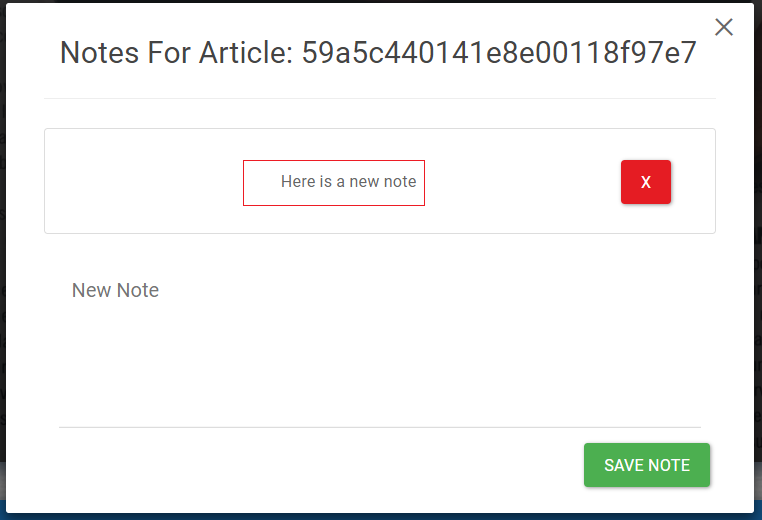 Notes For Article: 59a5c440141e8e00118f97e7
Here is a new note
X
New Note
SAVE NOTE